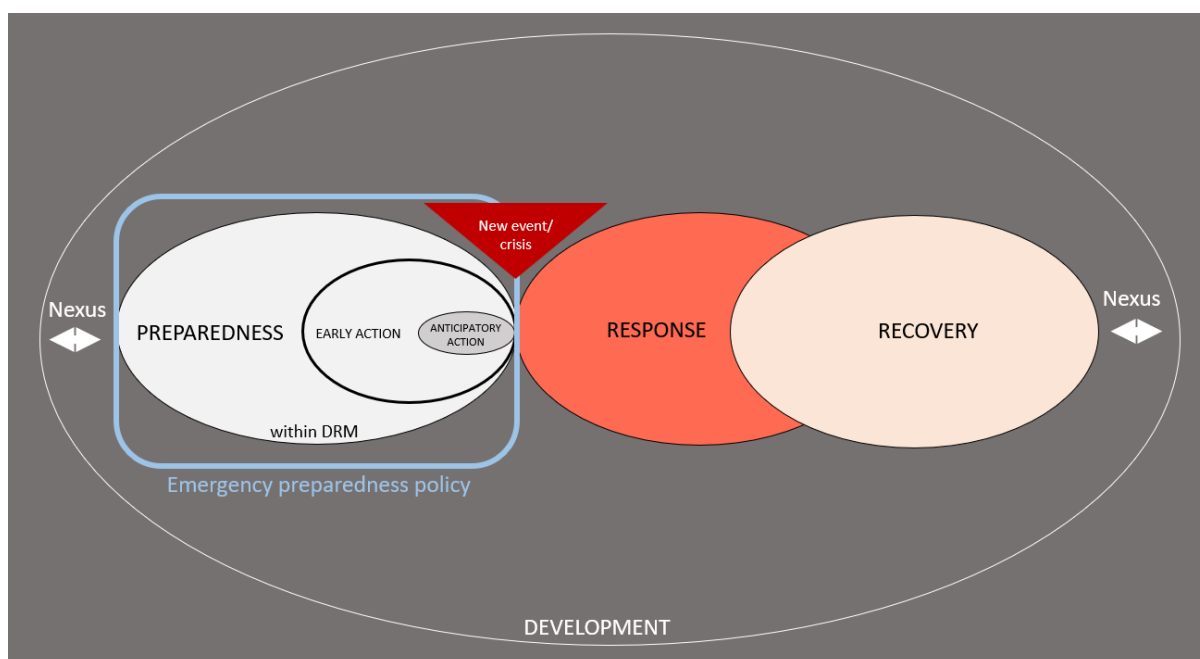 New event/
crisis
Nexus
PREPAREDNESS
EARLY ACTION
ANTICIPATORY
ACTION
within DRM
Emergency preparedness policy
RESPONSE
RECOVERY
Nexus
DEVELOPMENT